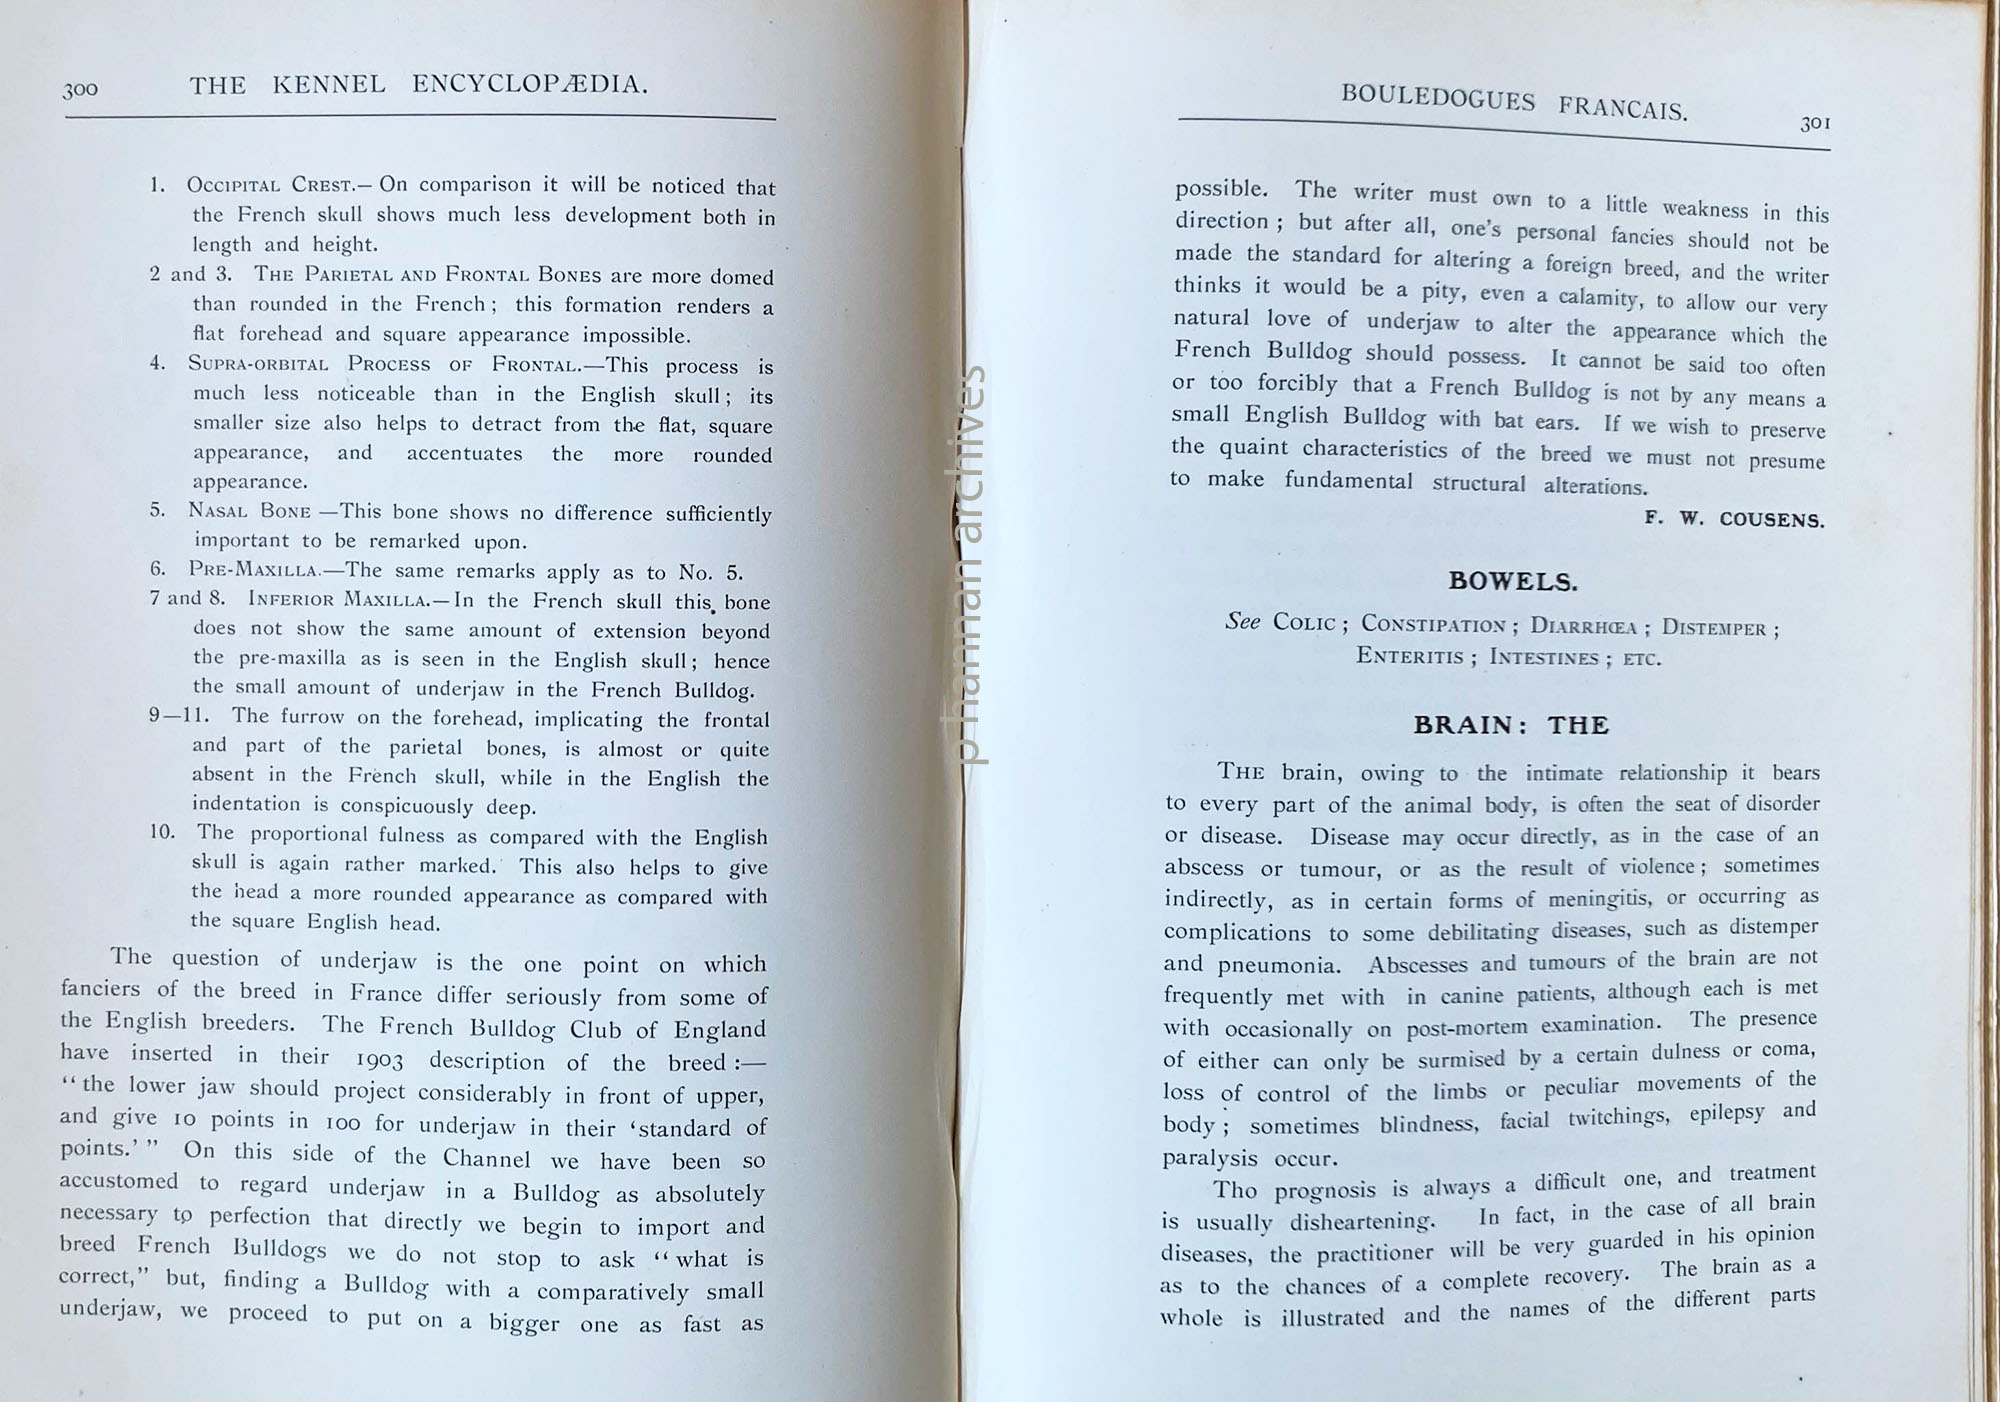 300 THE KENNEL ENCYCLOPÆDIA.
1. OCCIPITAL CREST.— On comparison it will be noticed that
the French skull shows much less development both in
length and height.
2 and 3. THE PARIETAL AND FRONTAL BONES are more domed
than rounded in the French ; this formation renders a
flat forehead and square appearance impossible.
4. SUPRA-ORBITAL PROCESS OF FRONTAL.—This process is
much less noticeable than in the English skull ; its
smaller size also helps to detract from the flat, square
appearance, and accentuates the more rounded
appearance.
5. NASAL BONE —This bone shows no difference sufficiently
important to be remarked upon.
6. PRE-MAXILLA.—The same remarks apply as to No. 5.
7 and 8. INFERIOR MAXILLA.—In the French skull this bone
does not show the same amount of extension beyond
the pre-maxilla as is seen in the English skull ; hence
the small amount of underjaw in the French Bulldog.
9—11. The furrow on the forehead, implicating the frontal
and part of the parietal bones, is almost or quite
absent in the French skull, while in the English the
indentation is conspicuously deep.
10. The proportional fulness as compared with the English
skull is again rather marked. This also helps to give
the head a more rounded appearance as compared with
the square English head.
The question of underjaw is the one point on which
fanciers of the breed in France differ seriously from some of
the English breeders. The French Bulldog Club of England
have inserted in their 1903 description of the breed :—
“ the lower jaw should project considerably in front of upper,
and give 10 points in 100 for underjaw in their ‘standard of
points.’ ” On this side of the Channel we have been so
accustomed to regard underjaw in a Bulldog as absolutely
necessary to perfection that directly we begin to import and
breed French Bulldogs we do not stop to ask “ what is
correct,” but, finding a Bulldog with a comparatively small
underjaw, we proceed to put on a bigger one as fast as
p hannan archives
BOULEDOGUES FRANCAIS. 301
possible. The writer must own to a little weakness in this
direction ; but after all, one’s personal fancies should not be
made the standard for altering a foreign breed, and the writer
thinks it would be a pity, even a calamity, to allow our very
natural love of underjaw to alter the appearance which the
French Bulldog should possess. It cannot be said too often
or too forcibly that a French Bulldog is not by any means a
small English Bulldog with bat ears. If we wish to preserve
the quaint characteristics of the breed we must not presume
to make fundamental structural alterations.
F. W. COUSENS.
BOWELS.
See COLIC ; CONSTIPATION ; DIARRHŒA ; DISTEMPER ;
ENTERITIS ; INTESTINES ; ETC.
BRAIN : THE
THE brain, owing to the intimate relationship it bears
to every part of the animal body, is often the seat of disorder
or disease. Disease may occur directly, as in the case of an
abscess or tumour, or as the result of violence ; sometimes
indirectly, as in certain forms of meningitis, or occurring as
complications to some debilitating diseases, such as distemper
and pneumonia. Abscesses and tumours of the brain are not
frequently met with in canine patients, although each is met
with occasionally on post-mortem examination. The presence
of either can only be surmised by a certain dulness or coma,
loss of control of the limbs or peculiar movements of the
body ; sometimes blindness, facial twitchings, epilepsy and
paralysis occur.
Tho prognosis is always a difficult one, and treatment
is usually disheartening. In fact, in the case of all brain
diseases, the practitioner will be very guarded in his opinion
as to the chances of a complete recovery. The brain as a
whole is illustrated and the names of the different parts